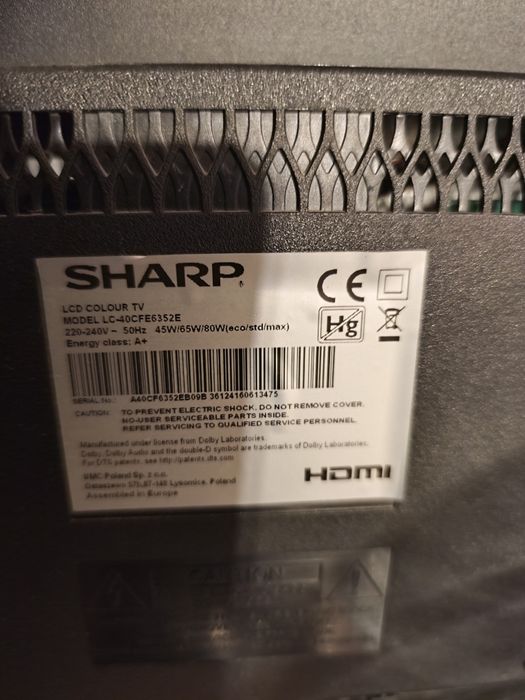 SHARP
LCD COLOUR TV
MODEL LC-40CFE6352E
220-240V ~ 50Hz 45W/65W/80W(eco/std/max)
Energy class: A+
CE
Hg
SERIAL No.: A40CF6352EB09B 36124160613475
CAUTION: TO PREVENT ELECTRIC SHOCK, DO NOT REMOVE COVER.
NO-USER SERVICEABLE PARTS INSIDE.
REFER SERVICING TO QUALIFIED SERVICE PERSONNEL.
Manufactured under license from Dolby Laboratories.
Dolby, Dolby Audio and the double-D symbol are trademarks of Dolby Laboratories.
For DTS patents, see http://patents.dts.com
HDMI
UMC Poland Sp. z o.o.
Lysomice, Poland
Assembled in Europe
CAUTION